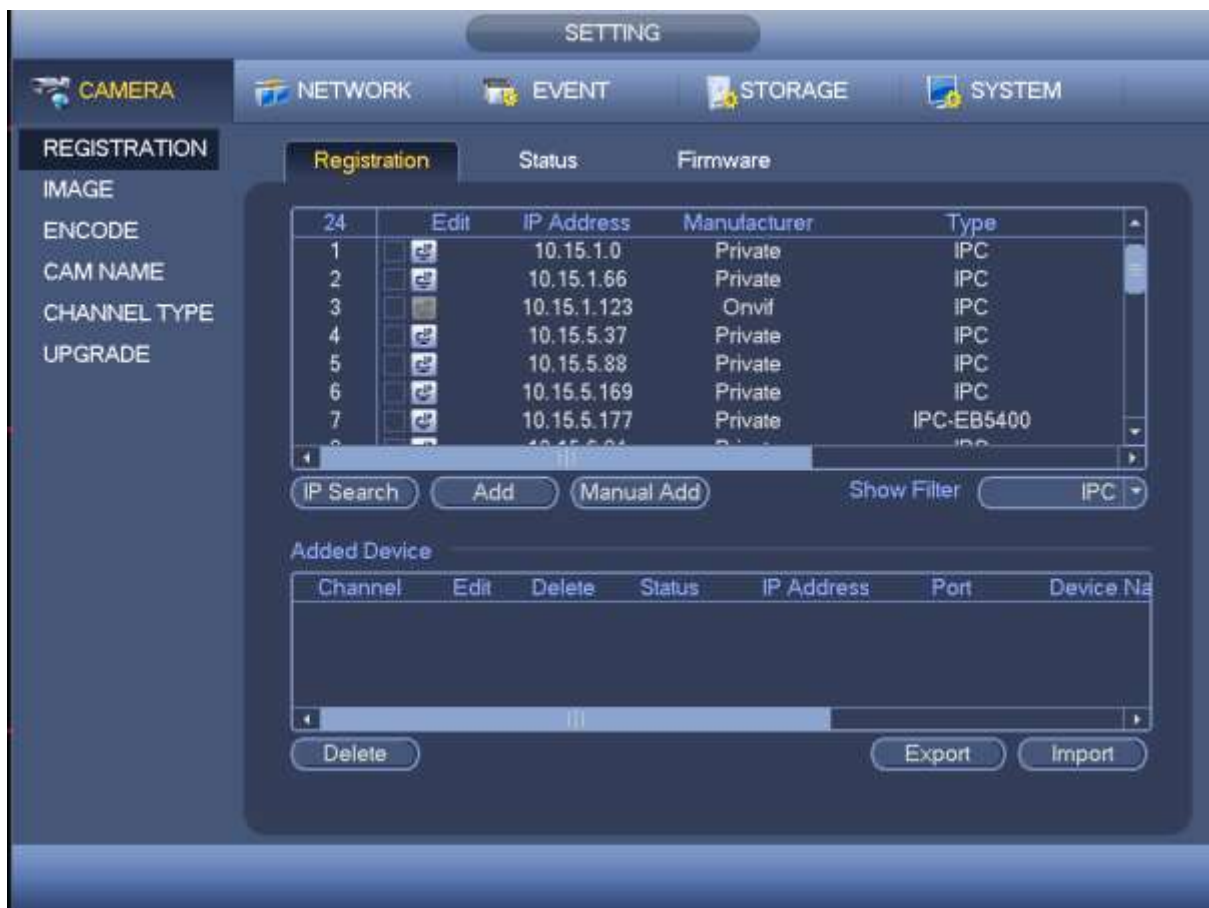 SETTING
CAMERA NETWORK EVENT STORAGE SYSTEM
REGISTRATION
IMAGE
ENCODE
CAM NAME
CHANNEL TYPE
UPGRADE
Registration Status Firmware
24 Edit IP Address Manufacturer Type
1 10.15.1.0 Private IPC
2 10.15.1.66 Private IPC
3 10.15.1.123 Onvif IPC
4 10.15.5.37 Private IPC
5 10.15.5.88 Private IPC
6 10.15.5.169 Private IPC
7 10.15.5.177 Private IPC-EB5400
IP Search Add Manual Add Show Filter IPC
Added Device
Channel Edit Delete Status IP Address Port Device Na
Delete Export Import